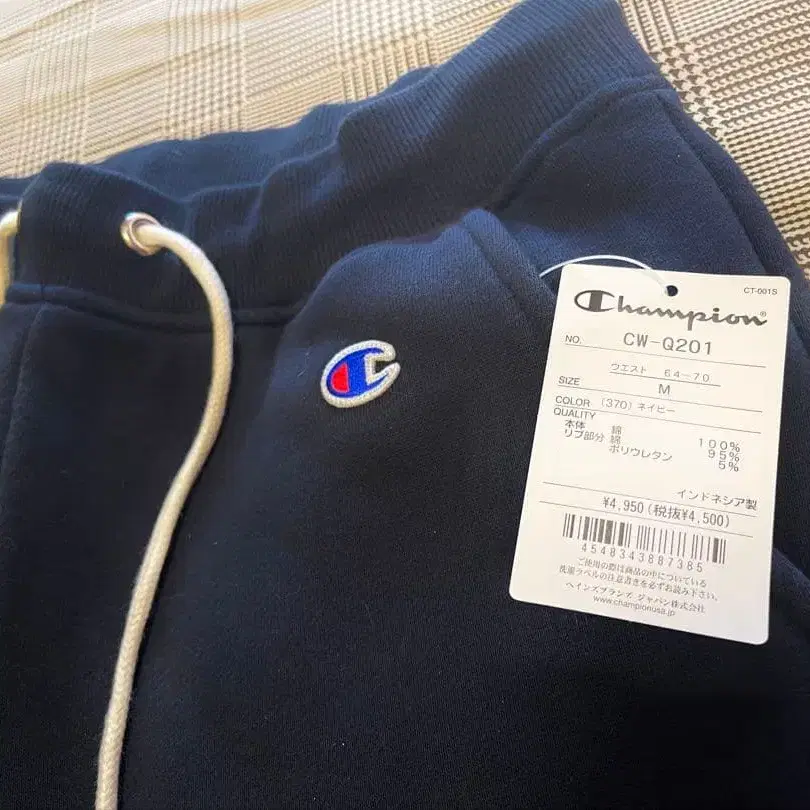 CT-001S
Champion®
NO. CW-Q201
ウエスト 64-70
SIZE M
COLOR (370) ネイビー
QUALITY
本体 綿 100%
リブ部分 綿 95%
ポリウレタン 5%
インドネシア製
¥4,950(税抜¥4,500)
4548343887385
ご使用の際は商品の中についている
洗濯ラベルの注意書きを必ずお読み下さい。
ヘインズブランズ ジャパン株式会社
www.championusa.jp